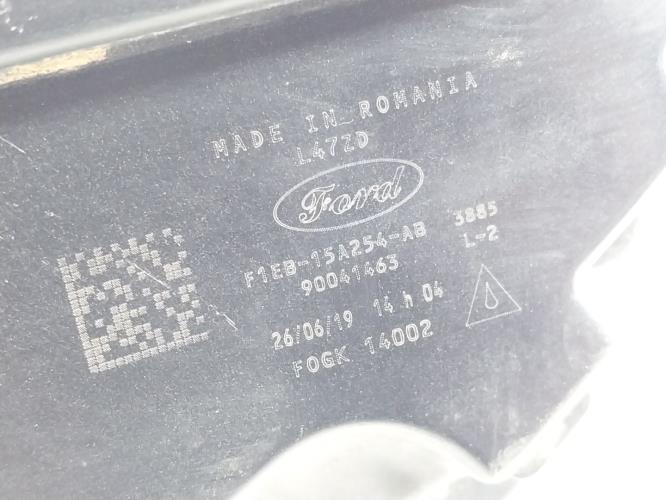 MADE IN ROMANIA
L47ZD
Ford
F1EB-15A254-AB 3885
90041463 L-2
26/06/19 14 h 04
FOGK 14002